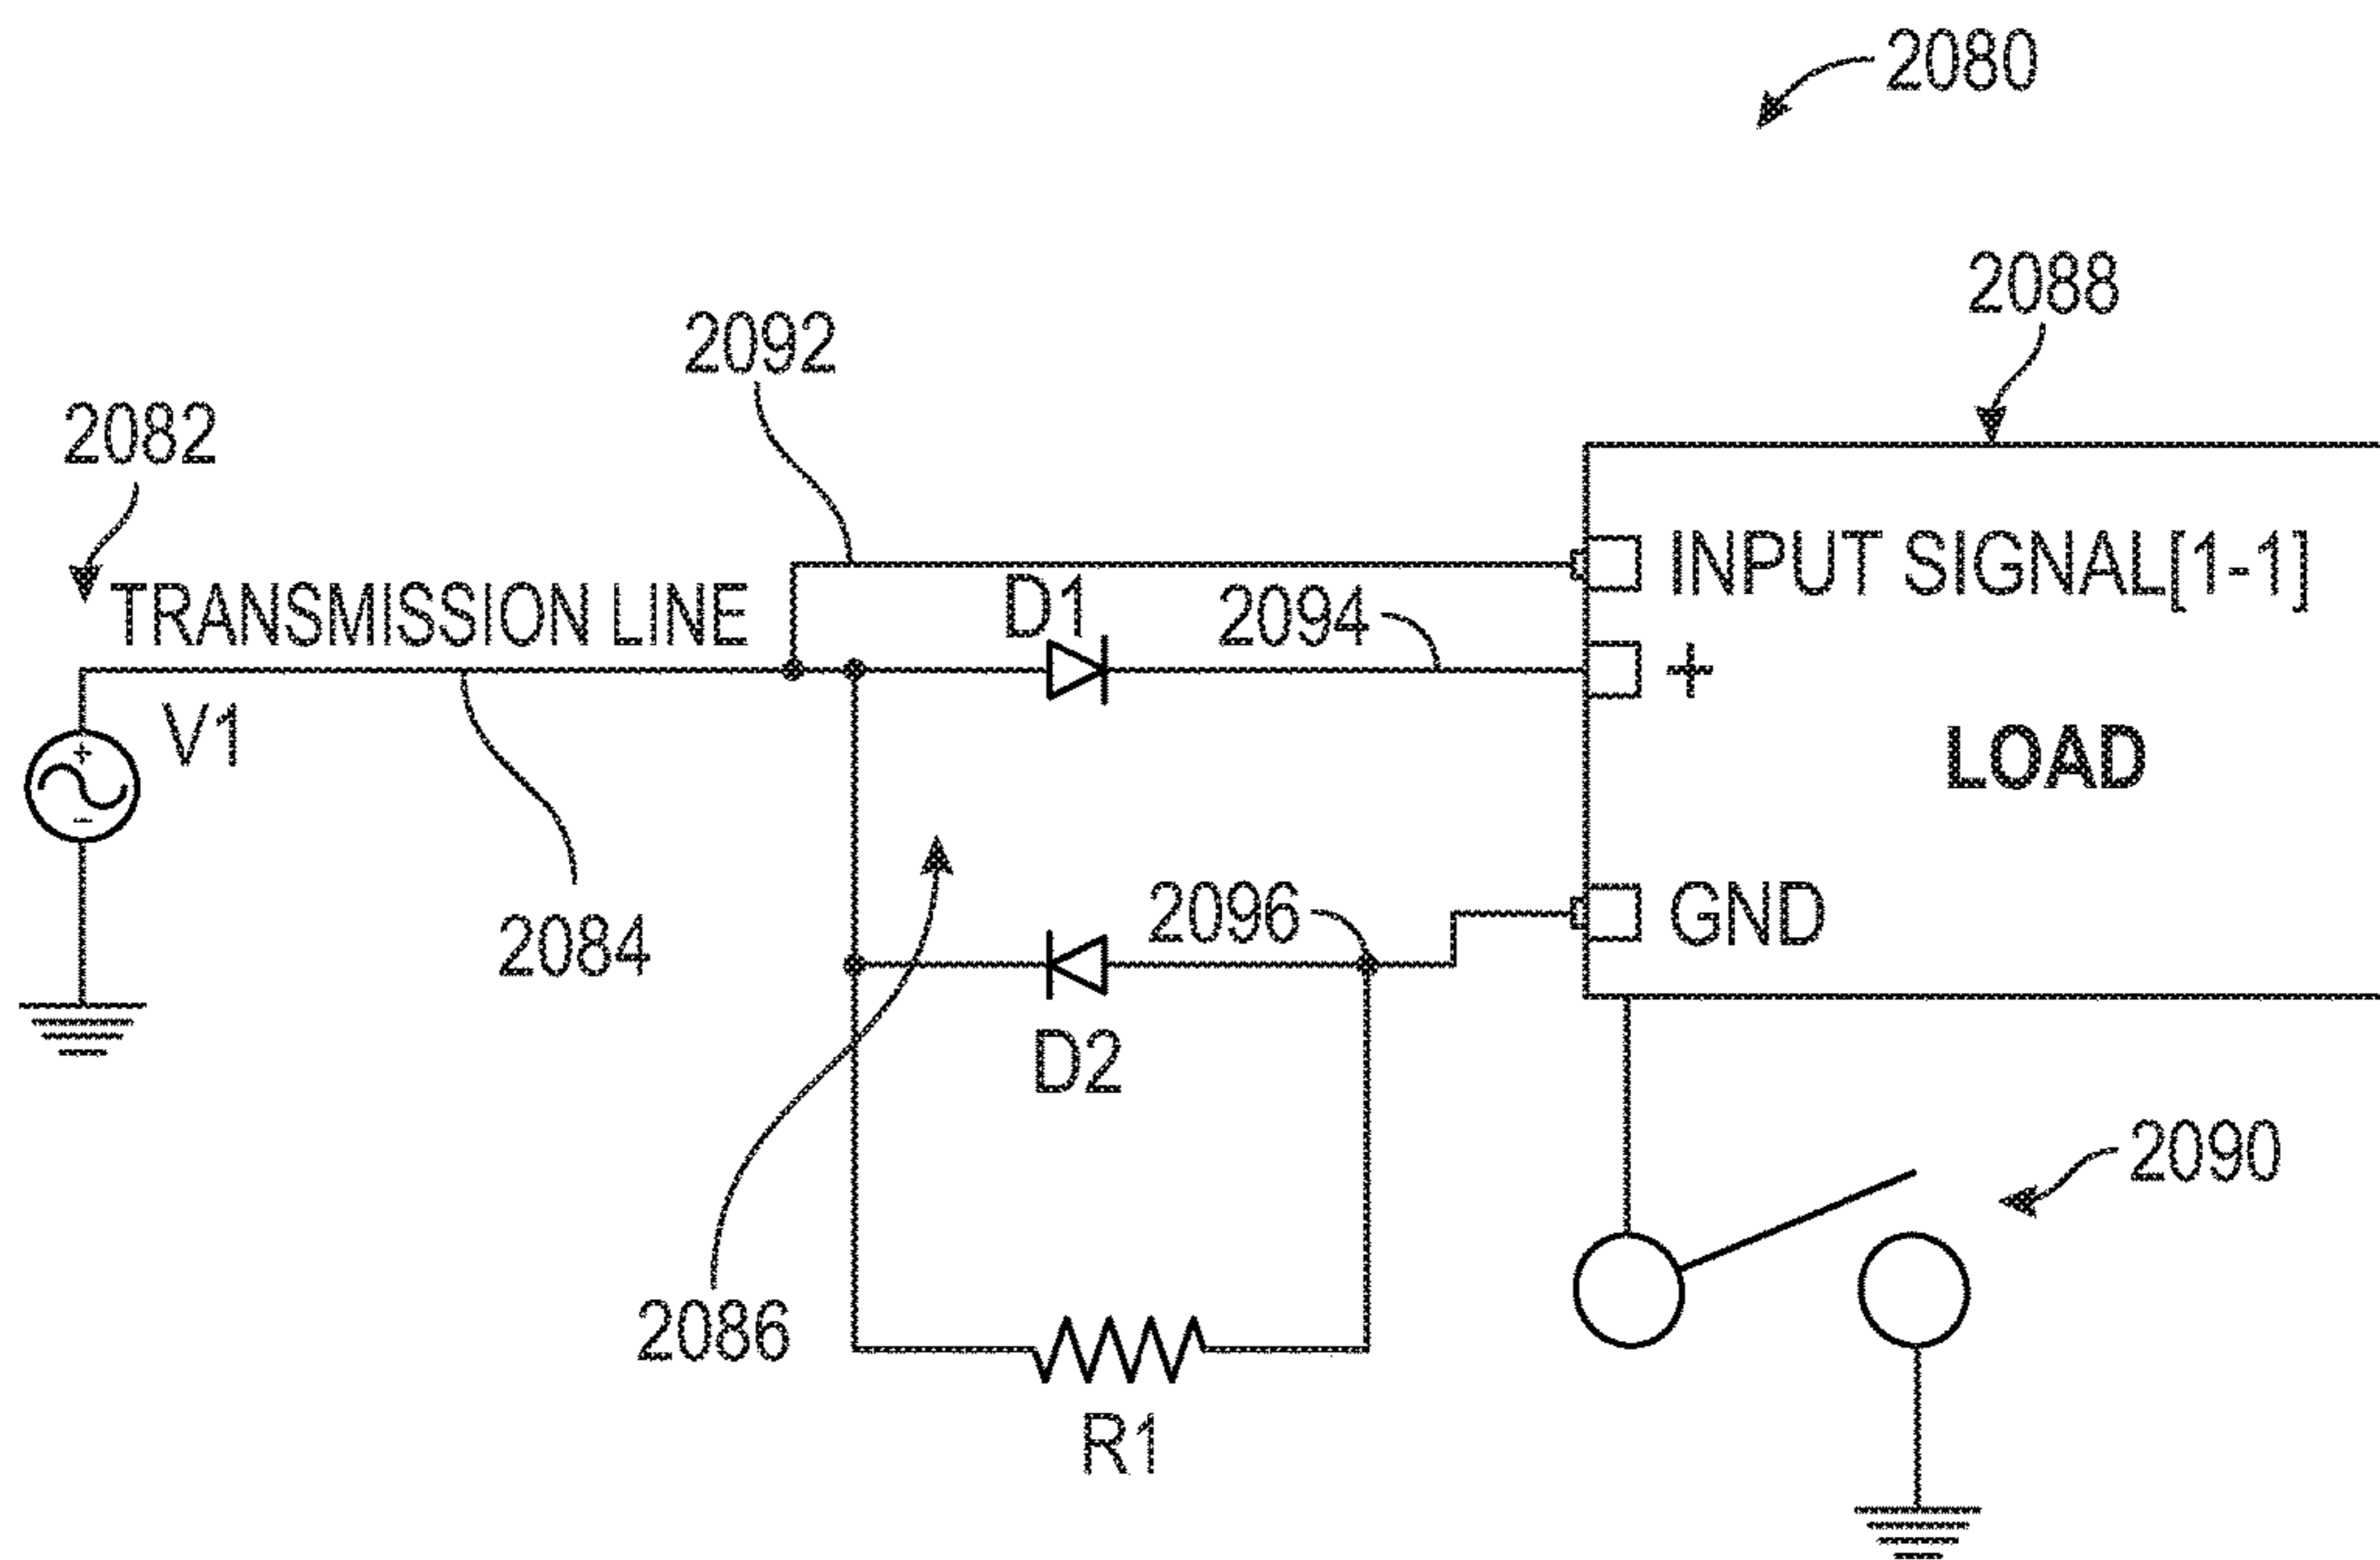 2080
2088
2092
2082
INPUT SIGNAL[1-1]
D1
2094
TRANSMISSION LINE
+
V1
+
LOAD
−
2096
GND
2084
D2
2090
2086
R1